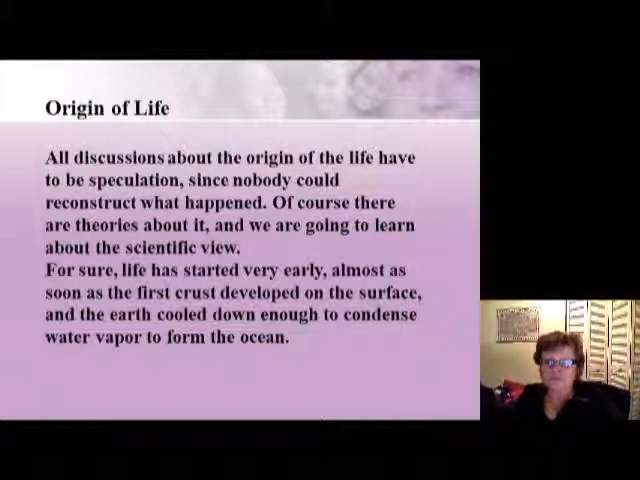 Origin of Life
All discussions about the origin of the life have
to be speculation, since nobody could
reconstruct what happened. Of course there
are theories about it, and we are going to learn
about the scientific view.
For sure, life has started very early, almost as
soon as the first crust developed on the surface,
and the earth cooled down enough to condense
water vapor to form the ocean.